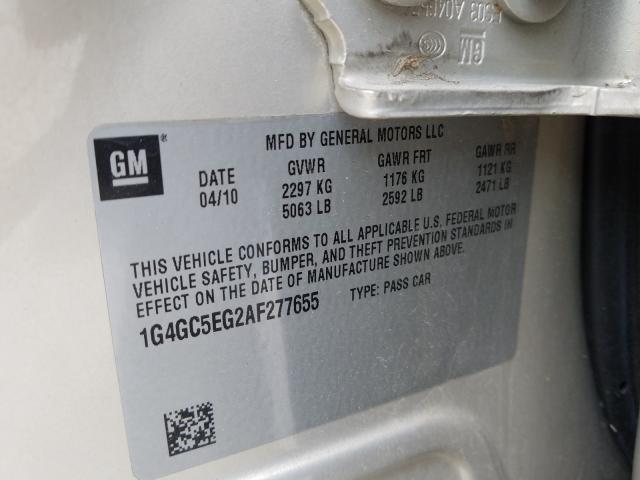 GM
GM
MFD BY GENERAL MOTORS LLC
DATE GVWR GAWR FRT GAWR RR
04/10 2297 KG 1176 KG 1121 KG
5063 LB 2592 LB 2471 LB
THIS VEHICLE CONFORMS TO ALL APPLICABLE U.S. FEDERAL MOTOR
VEHICLE SAFETY, BUMPER, AND THEFT PREVENTION STANDARDS IN
EFFECT ON THE DATE OF MANUFACTURE SHOWN ABOVE.
1G4GC5EG2AF277655 TYPE: PASS CAR